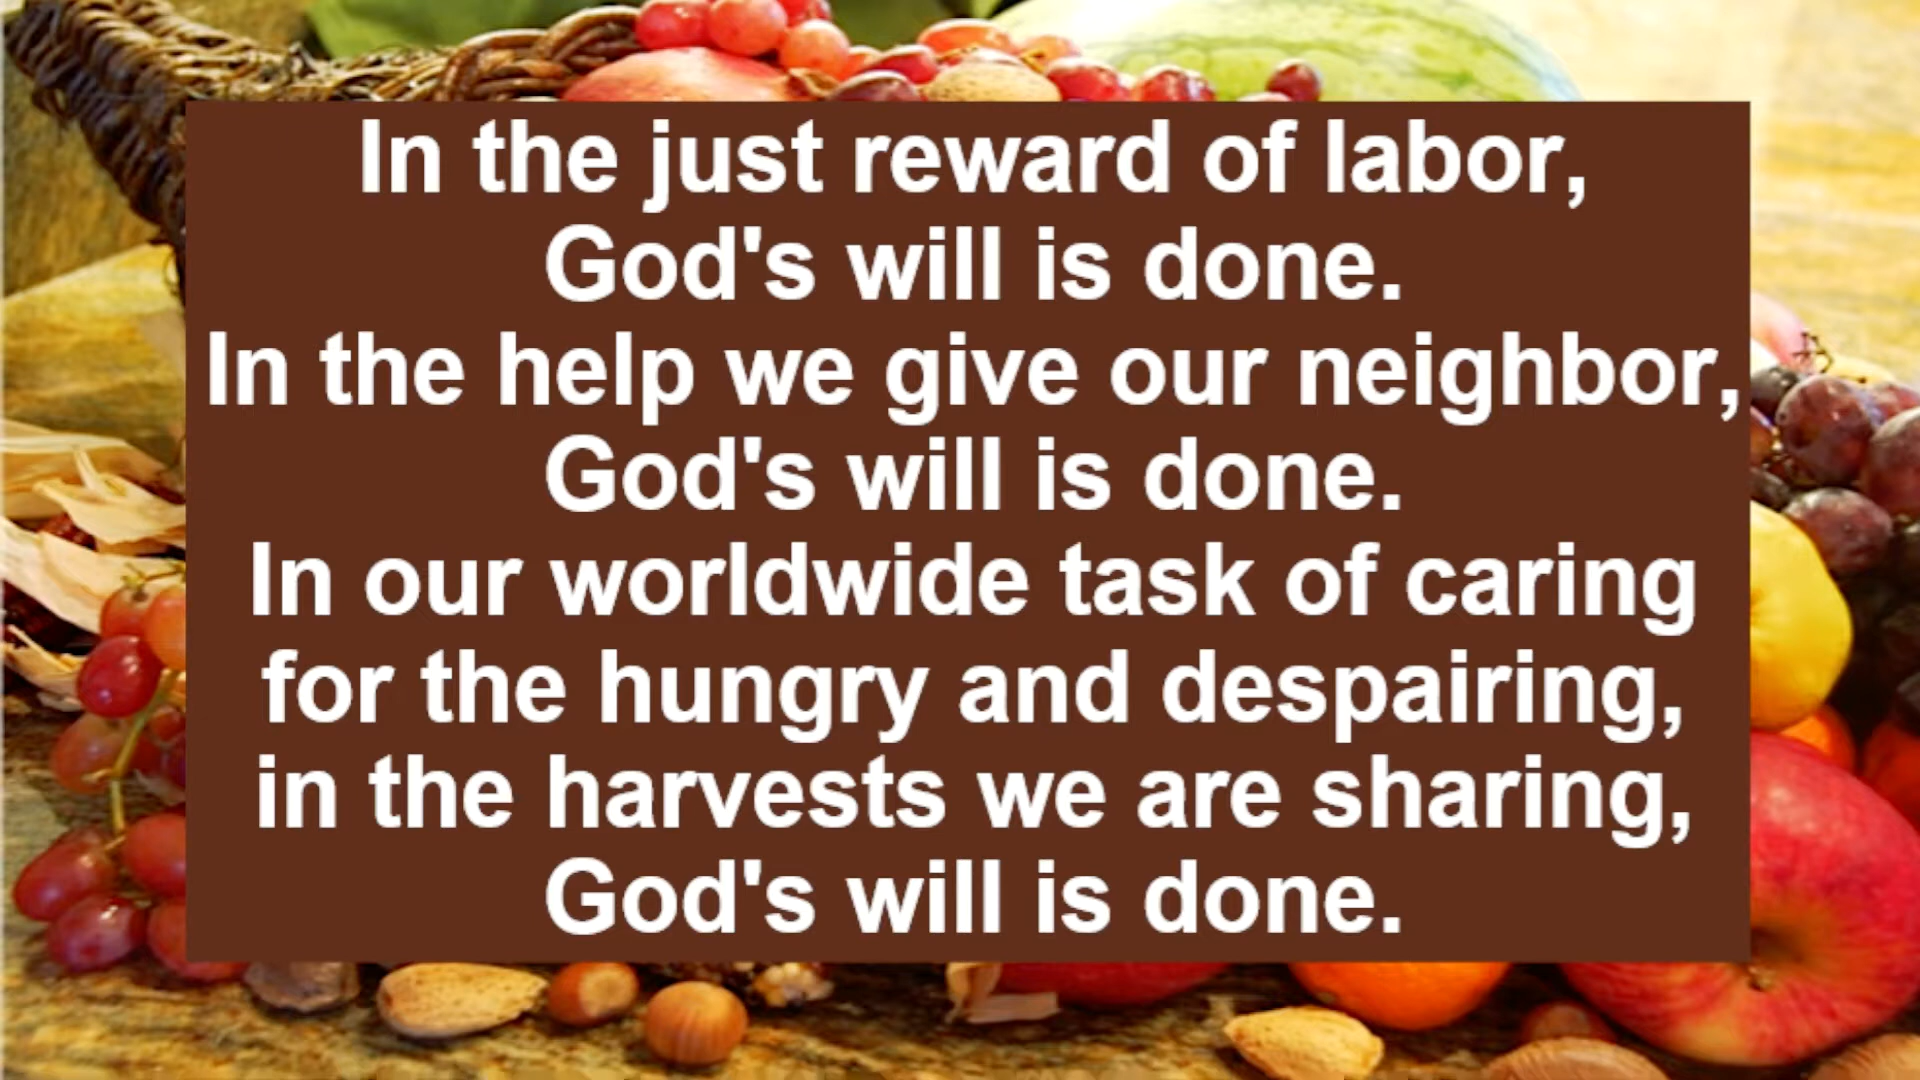 In the just reward of labor,
God's will is done.
In the help we give our neighbor,
God's will is done.
In our worldwide task of caring
for the hungry and despairing,
in the harvests we are sharing,
God's will is done.